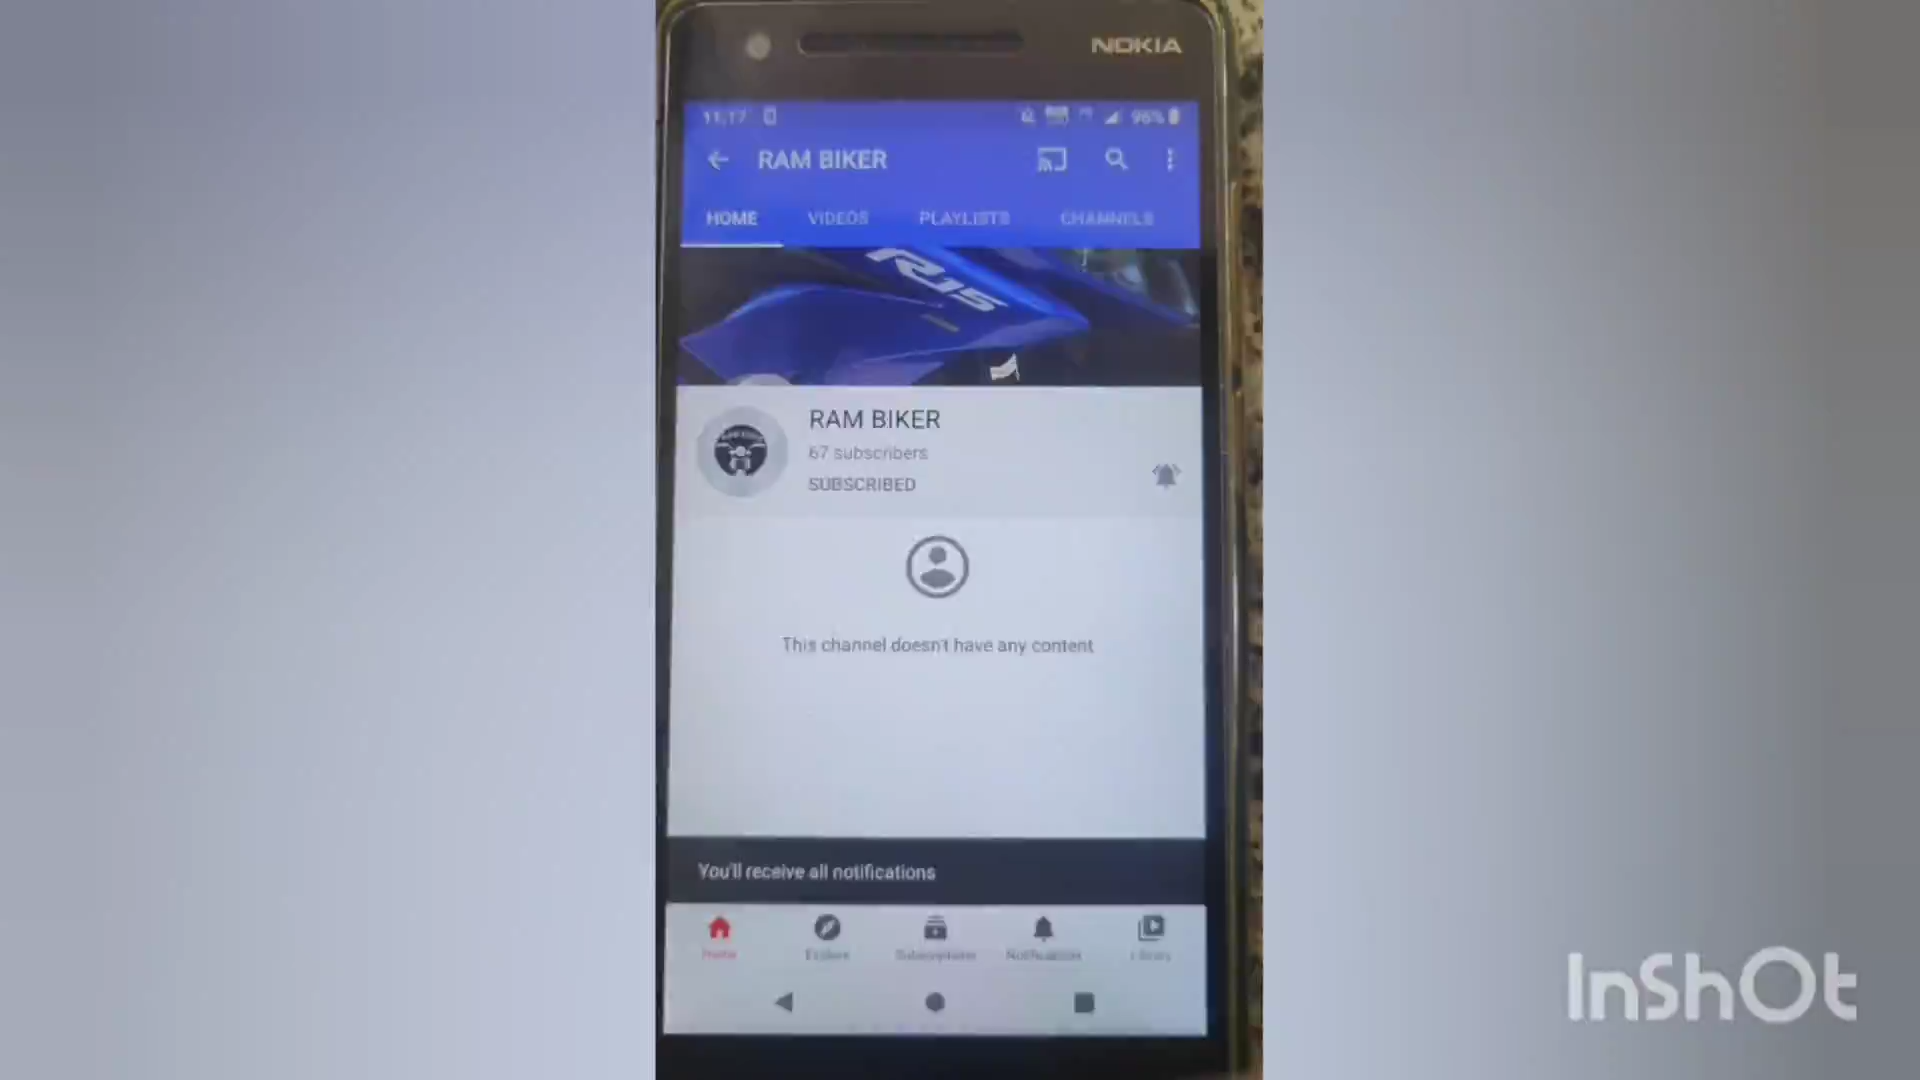 NOKIA
11:17 96%
RAM BIKER
HOME VIDEOS PLAYLISTS CHANNELS
R15
RAM BIKER
67 subscribers
SUBSCRIBED
This channel doesn't have any content
You'll receive all notifications
Home Explore Subscriptions Notifications Library
InShOt